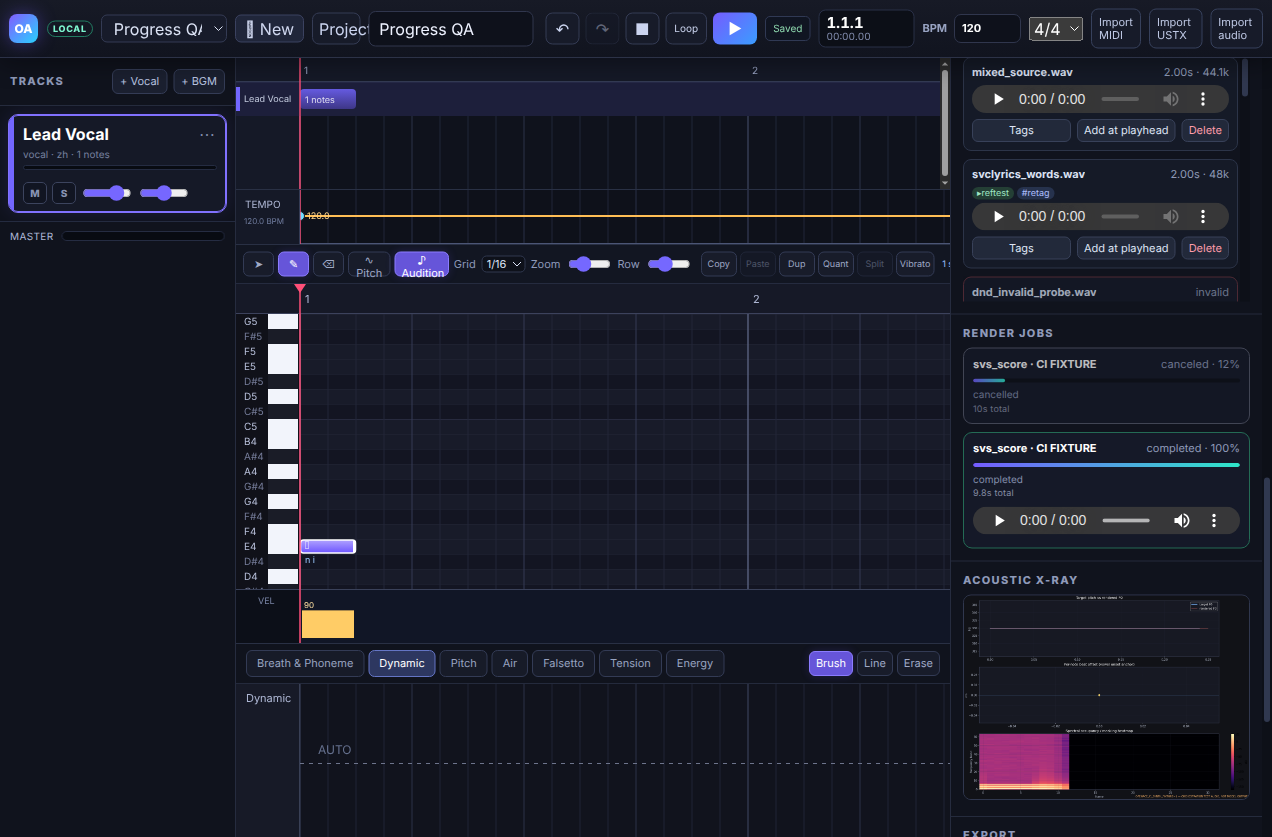 OA
LOCAL
Progress QA
New
Project
Progress QA
Loop
Saved
1.1.1
00:00.00
BPM
120
4/4
Import
MIDI
Import
USTX
Import
audio
TRACKS
+ Vocal
+ BGM
Lead Vocal
vocal · zh · 1 notes
M
S
MASTER
1
2
Lead Vocal
1 notes
TEMPO
120.0 BPM
120.0
Pitch
Audition
Grid
1/16
Zoom
Row
Copy
Paste
Dup
Quant
Split
Vibrato
1
2
G5
F#5
F5
E5
D#5
D5
C#5
C5
B4
A#4
A4
G#4
G4
F#4
F4
E4
D#4
D4
n i
VEL
90
Breath & Phoneme
Dynamic
Pitch
Air
Falsetto
Tension
Energy
Brush
Line
Erase
Dynamic
AUTO
mixed_source.wav
2.00s · 44.1k
0:00 / 0:00
Tags
Add at playhead
Delete
svclyrics_words.wav
2.00s · 48k
▸reftest
#retag
0:00 / 0:00
Tags
Add at playhead
Delete
dnd_invalid_probe.wav
invalid
RENDER JOBS
svs_score · CI FIXTURE
canceled · 12%
cancelled
10s total
svs_score · CI FIXTURE
completed · 100%
completed
9.8s total
0:00 / 0:00
ACOUSTIC X-RAY
EXPORT